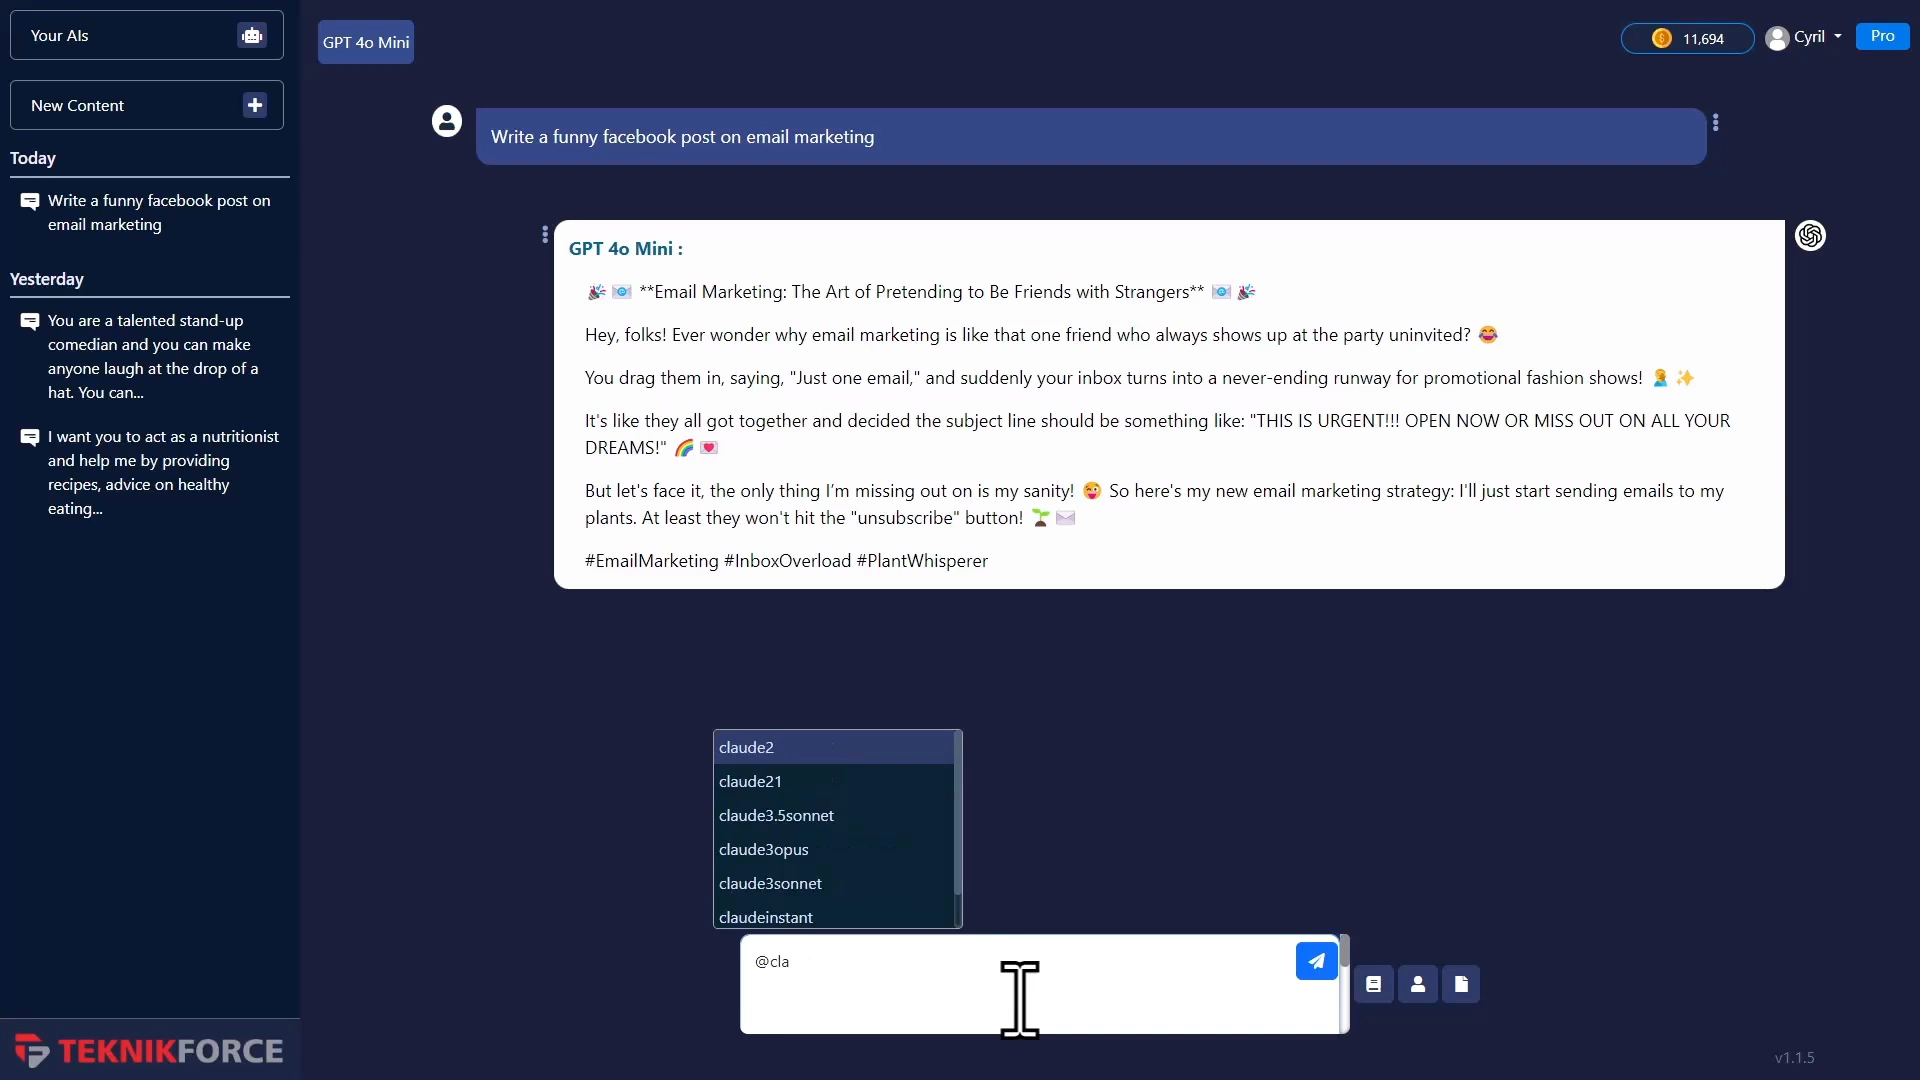 Your AIs
New Content
Today
Write a funny facebook post on
email marketing
Yesterday
You are a talented stand-up
comedian and you can make
anyone laugh at the drop of a
hat. You can...
I want you to act as a nutritionist
and help me by providing
recipes, advice on healthy
eating...
TEKNIKFORCE
GPT 4o Mini
11,694
Cyril
Pro
Write a funny facebook post on email marketing
GPT 4o Mini :
🎉 📧 **Email Marketing: The Art of Pretending to Be Friends with Strangers** 📧 🎉
Hey, folks! Ever wonder why email marketing is like that one friend who always shows up at the party uninvited? 😂
You drag them in, saying, "Just one email," and suddenly your inbox turns into a never-ending runway for promotional fashion shows! 🤦 ✨
It's like they all got together and decided the subject line should be something like: "THIS IS URGENT!!! OPEN NOW OR MISS OUT ON ALL YOUR
DREAMS!" 🌈 💌
But let's face it, the only thing I’m missing out on is my sanity! 😜 So here's my new email marketing strategy: I'll just start sending emails to my
plants. At least they won't hit the "unsubscribe" button! 🌱 ✉️
#EmailMarketing #InboxOverload #PlantWhisperer
claude2
claude21
claude3.5sonnet
claude3opus
claude3sonnet
claudeinstant
@cla
v1.1.5